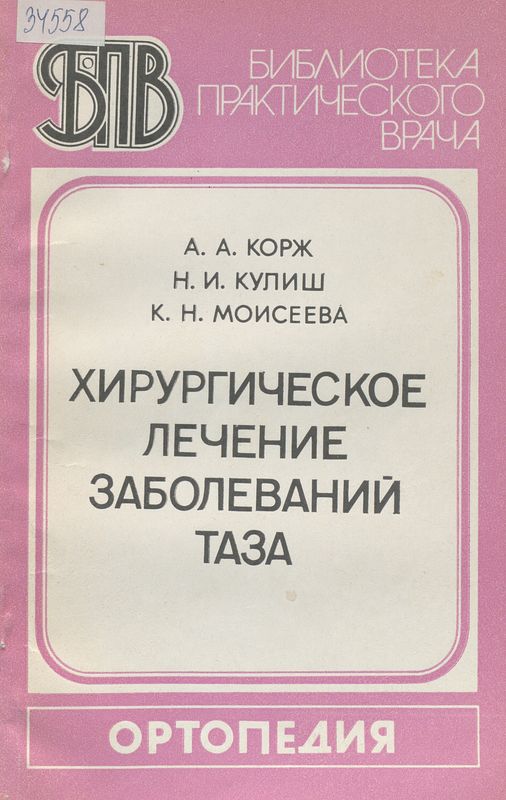 34558
БПВ
БИБЛИОТЕКА
ПРАКТИЧЕСКОГО
ВРАЧА
А. А. КОРЖ
Н. И. КУЛИШ
К. Н. МОИСЕЕВА
ХИРУРГИЧЕСКОЕ
ЛЕЧЕНИЕ
ЗАБОЛЕВАНИЙ
ТАЗА
ОРТОПЕДИЯ